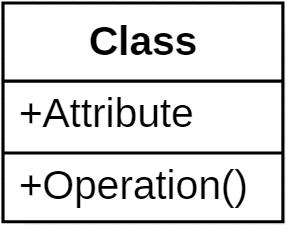 Class
+Attribute
+Operation()